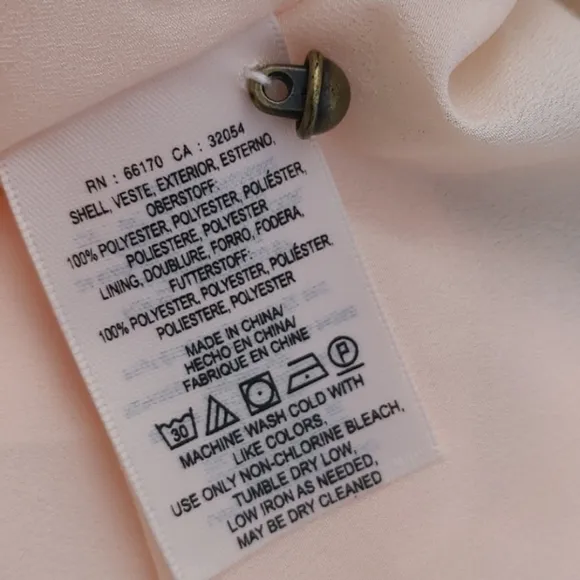 RN : 66170 CA : 32054
SHELL, VESTE, EXTERIOR, ESTERNO,
OBERSTOFF:
100% POLYESTER, POLYESTER, POLIÉSTER,
POLIESTERE, POLYESTER
LINING, DOUBLURE, FORRO, FODERA,
FUTTERSTOFF:
100% POLYESTER, POLYESTER, POLIÉSTER
POLIESTERE, POLYESTER
MADE IN CHINA/
HECHO EN CHINA/
FABRIQUE EN CHINE
30 P
MACHINE WASH COLD WITH
LIKE COLORS,
USE ONLY NON-CHLORINE BLEACH,
TUMBLE DRY LOW,
LOW IRON AS NEEDED,
MAY BE DRY CLEANED